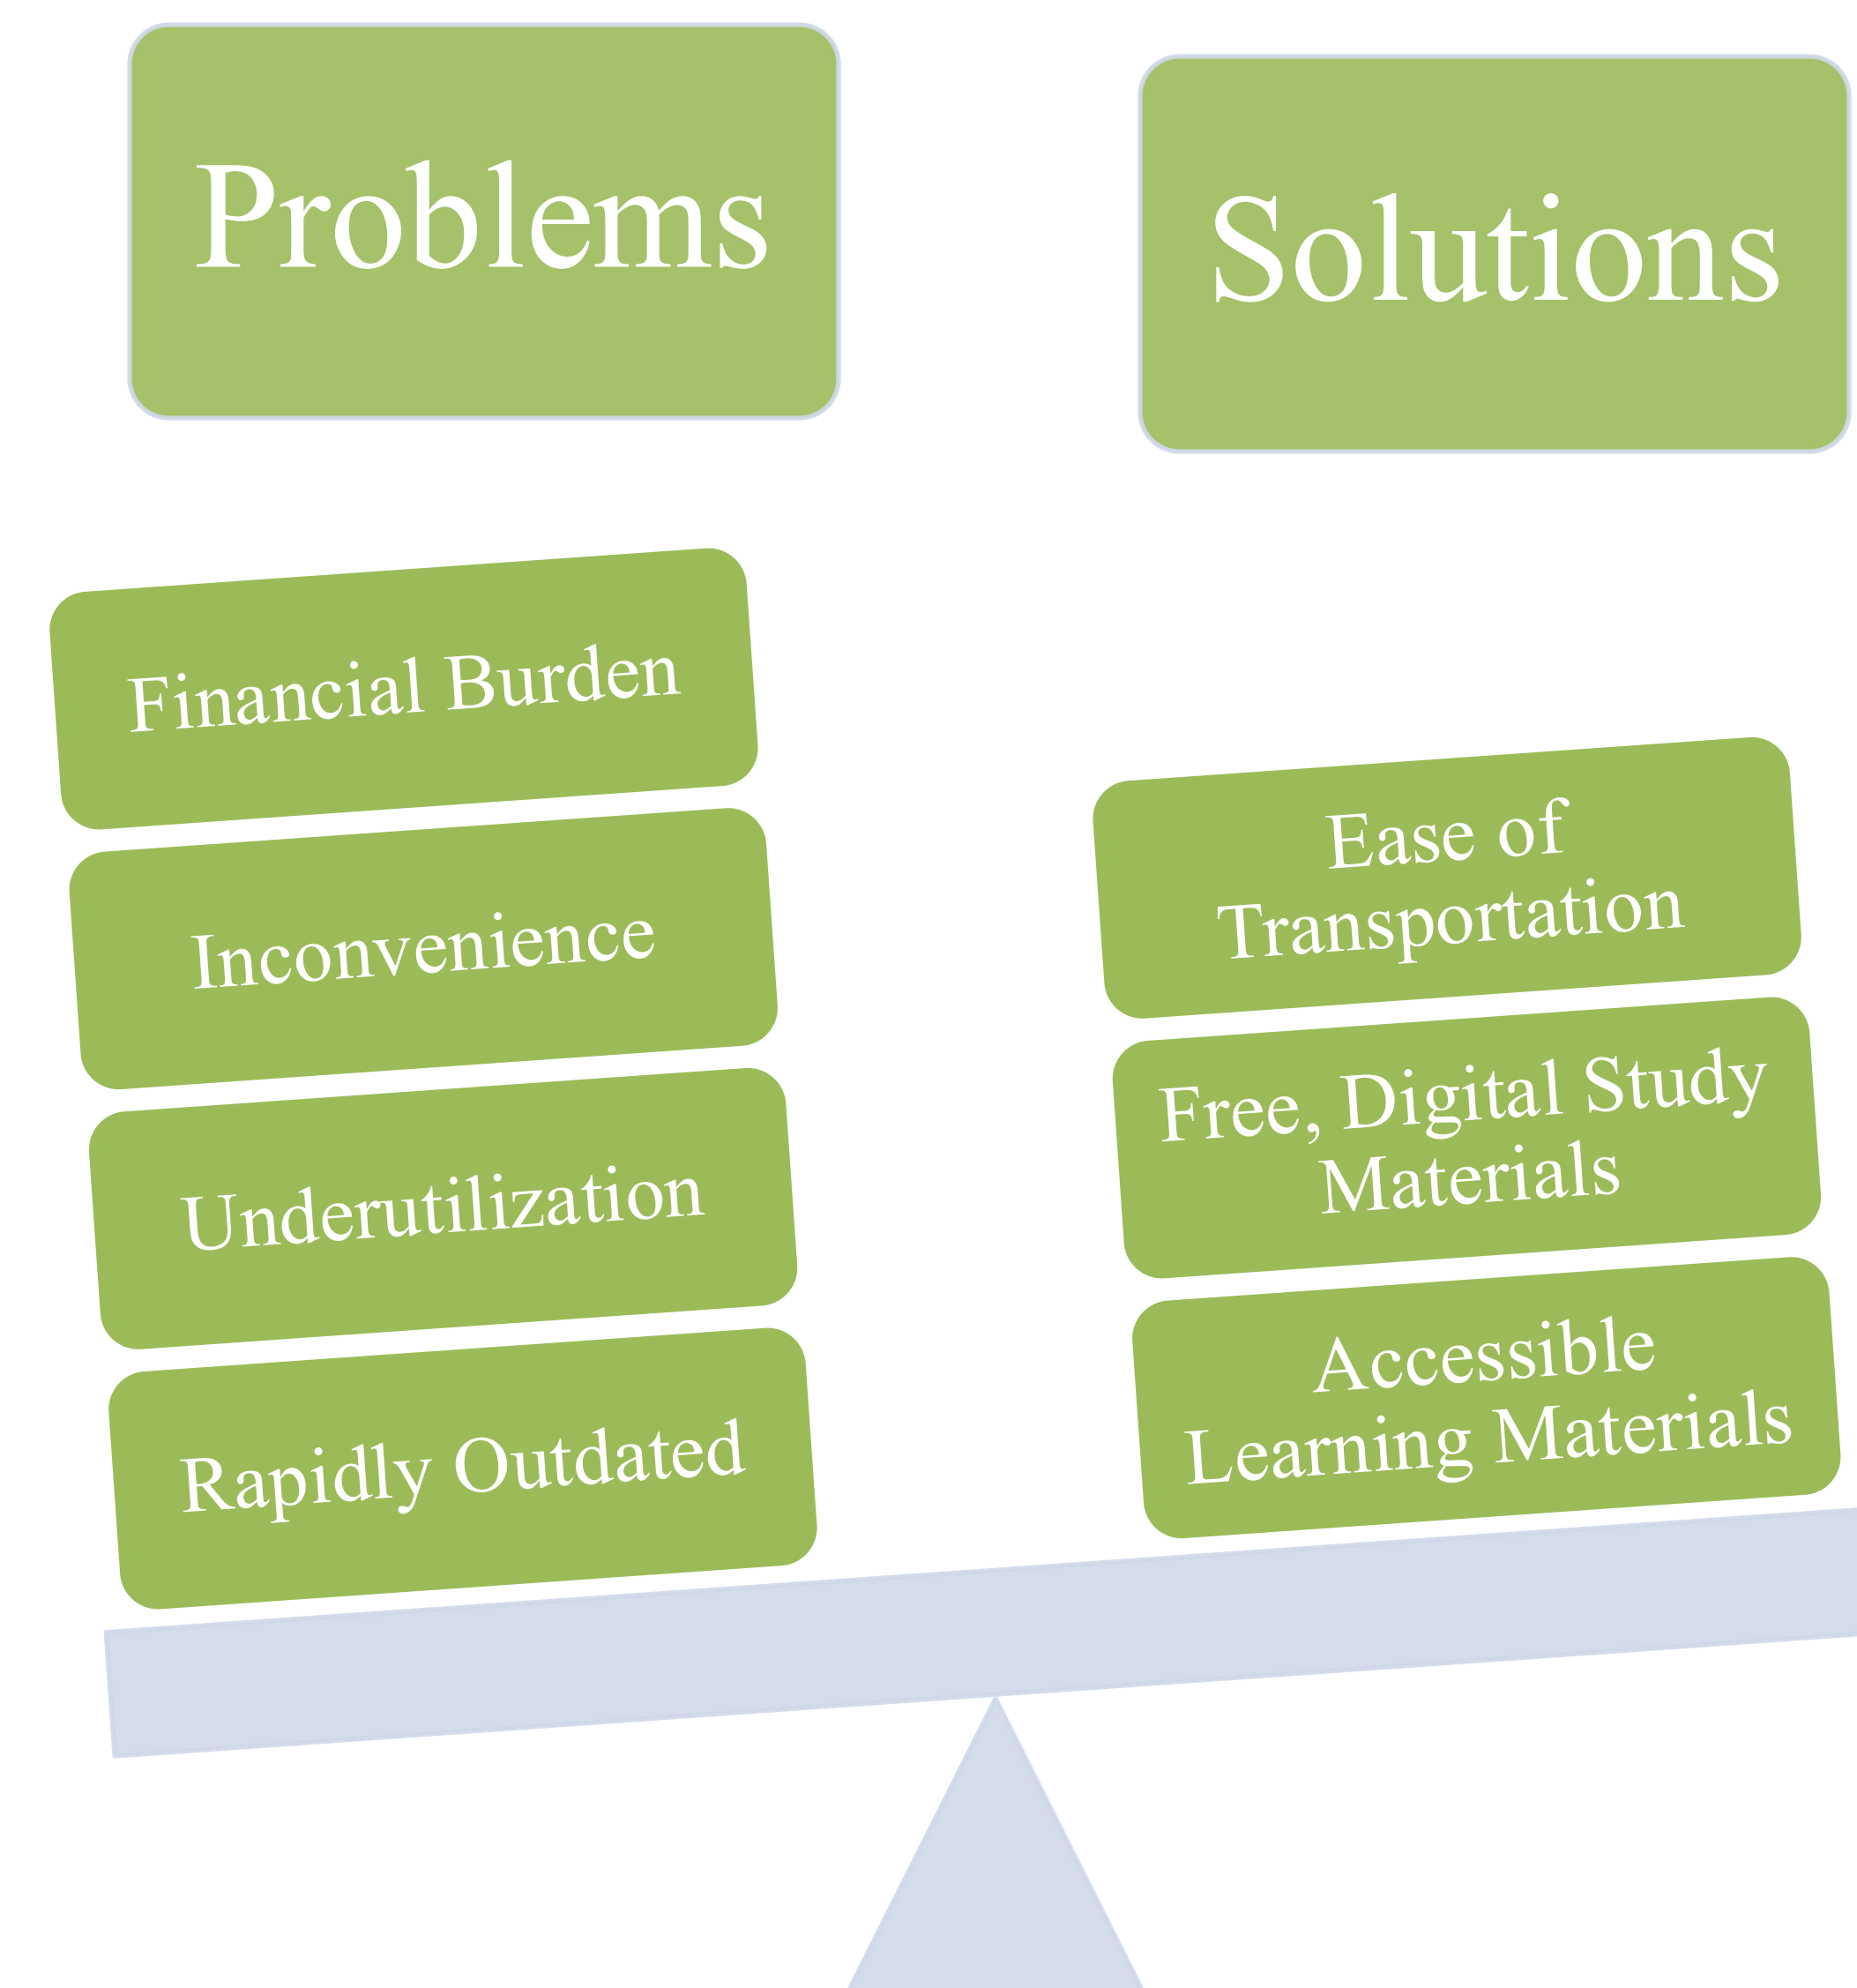 Problems
Solutions
Financial Burden
Inconvenience
Underutilization
Rapidly Outdated
Ease of
Transportation
Free, Digital Study
Materials
Accessible
Learning Materials